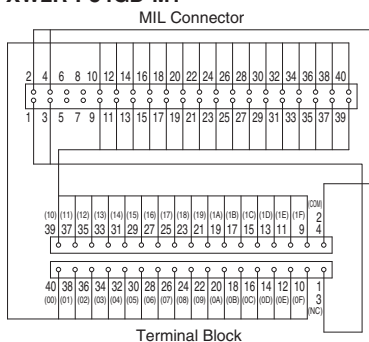 MIL Connector
2 4 6 8 10 12 14 16 18 20 22 24 26 28 30 32 34 36 38 40
1 3 5 7 9 11 13 15 17 19 21 23 25 27 29 31 33 35 37 39
(COM)
(10) (11) (12) (13) (14) (15) (16) (17) (18) (19) (1A) (1B) (1C) (1D) (1E) (1F) 2
39 37 35 33 31 29 27 25 23 21 19 17 15 13 11 9 4
40 38 36 34 32 30 28 26 24 22 20 18 16 14 12 10 1
(00) (01) (02) (03) (04) (05) (06) (07) (08) (09) (0A) (0B) (0C) (0D) (0E) (0F) 3
(NC)
Terminal Block